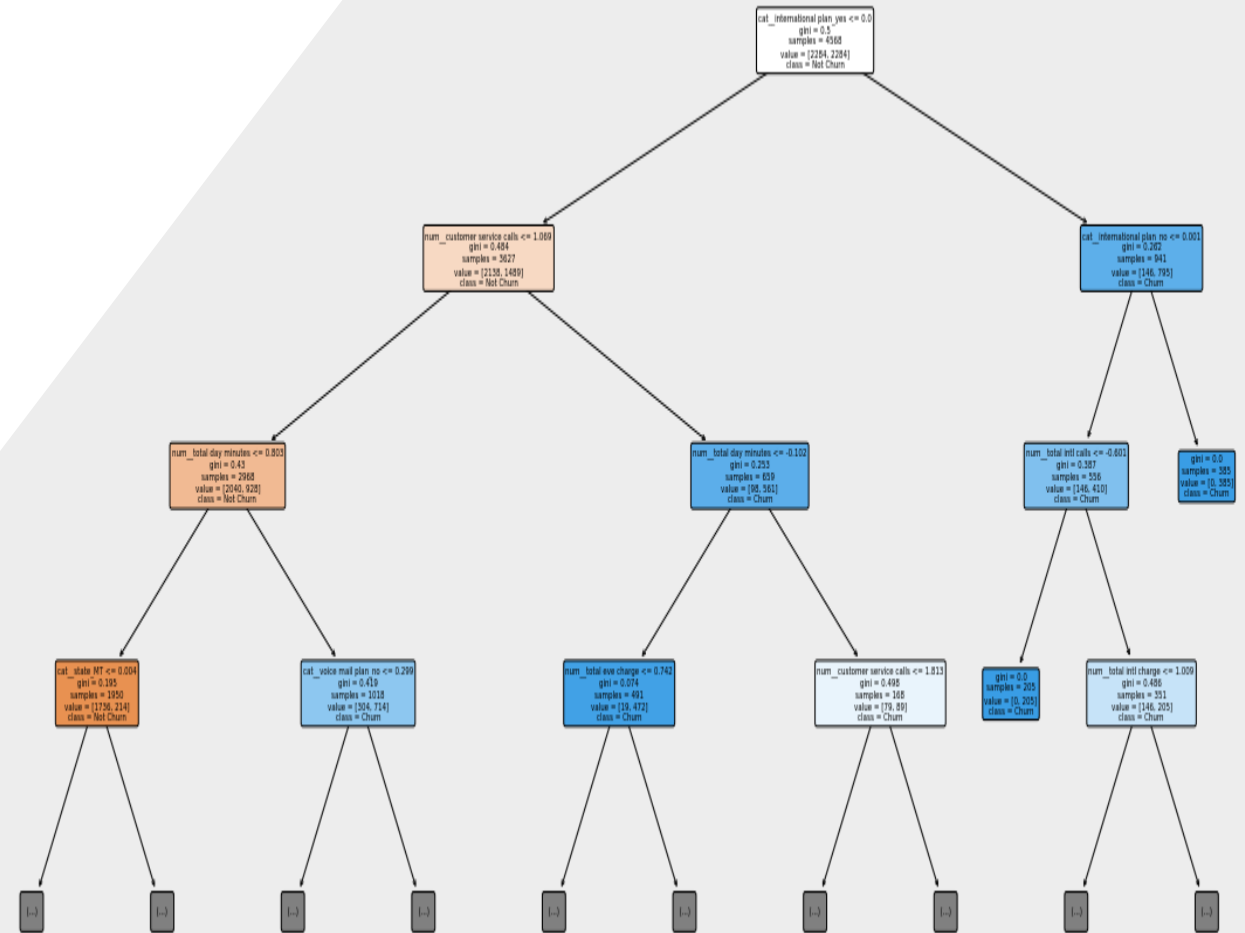 cat__international plan_yes <= 0.0
gini = 0.5
samples = 4568
value = [2284, 2284]
class = Not Churn
num__customer service calls <= 1.069
gini = 0.484
samples = 3627
value = [2138, 1489]
class = Not Churn
cat__international plan_no <= 0.001
gini = 0.262
samples = 941
value = [146, 795]
class = Churn
num__total day minutes <= 0.803
gini = 0.43
samples = 2968
value = [2040, 928]
class = Not Churn
num__total day minutes <= -0.102
gini = 0.253
samples = 659
value = [98, 561]
class = Churn
num__total intl calls <= -0.601
gini = 0.387
samples = 556
value = [146, 410]
class = Churn
gini = 0.0
samples = 385
value = [0, 385]
class = Churn
cat__state_MT <= 0.004
gini = 0.195
samples = 1950
value = [1736, 214]
class = Not Churn
cat__voice mail plan_no <= 0.299
gini = 0.419
samples = 1018
value = [304, 714]
class = Churn
num__total eve charge <= 0.742
gini = 0.074
samples = 491
value = [19, 472]
class = Churn
num__customer service calls <= 1.813
gini = 0.498
samples = 168
value = [79, 89]
class = Churn
gini = 0.0
samples = 205
value = [0, 205]
class = Churn
num__total intl charge <= 1.009
gini = 0.486
samples = 351
value = [146, 205]
class = Churn
(...)
(...)
(...)
(...)
(...)
(...)
(...)
(...)
(...)
(...)